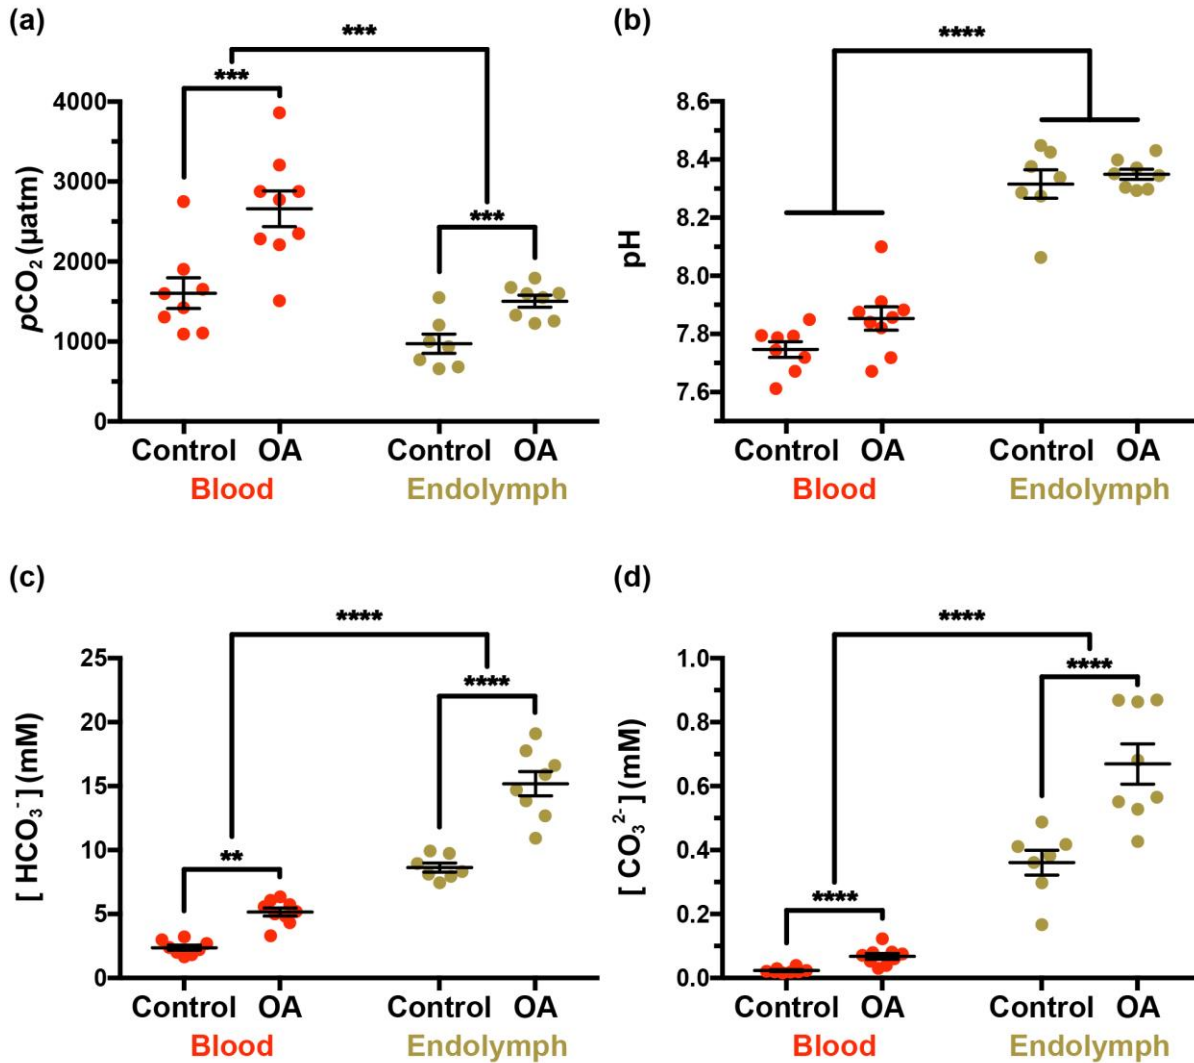 (a)
***
***
***
pCO₂ (µatm)
4000
3000
2000
1000
0
Control OA Control OA
Blood Endolymph
(b)
****
pH
8.6
8.4
8.2
8.0
7.8
7.6
Control OA Control OA
Blood Endolymph
(c)
****
****
**
[ HCO₃⁻] (mM)
25
20
15
10
5
0
Control OA Control OA
Blood Endolymph
(d)
****
****
****
[ CO₃²⁻] (mM)
1.0
0.8
0.6
0.4
0.2
0.0
Control OA Control OA
Blood Endolymph